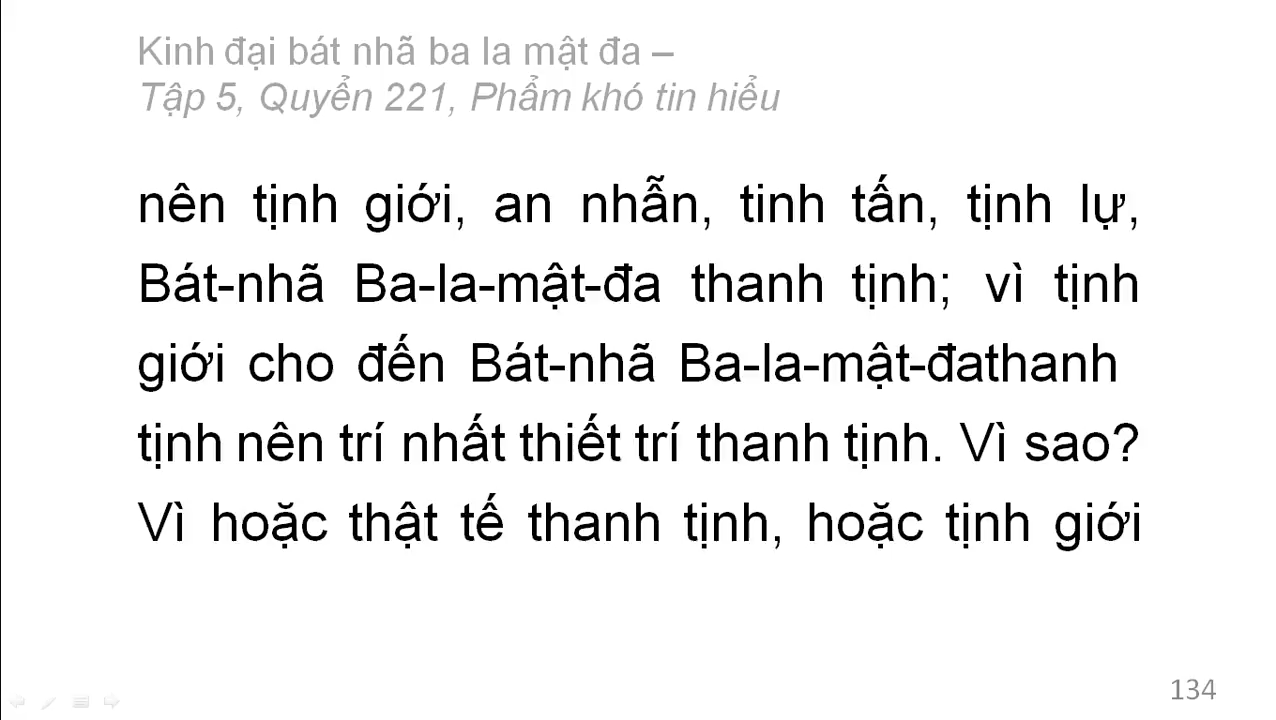 Kinh đại bát nhã ba la mật đa –
Tập 5, Quyển 221, Phẩm khó tin hiểu
nên tịnh giới, an nhẫn, tinh tấn, tịnh lự,
Bát-nhã Ba-la-mật-đa thanh tịnh; vì tịnh
giới cho đến Bát-nhã Ba-la-mật-đathanh
tịnh nên trí nhất thiết trí thanh tịnh. Vì sao?
Vì hoặc thật tế thanh tịnh, hoặc tịnh giới
134